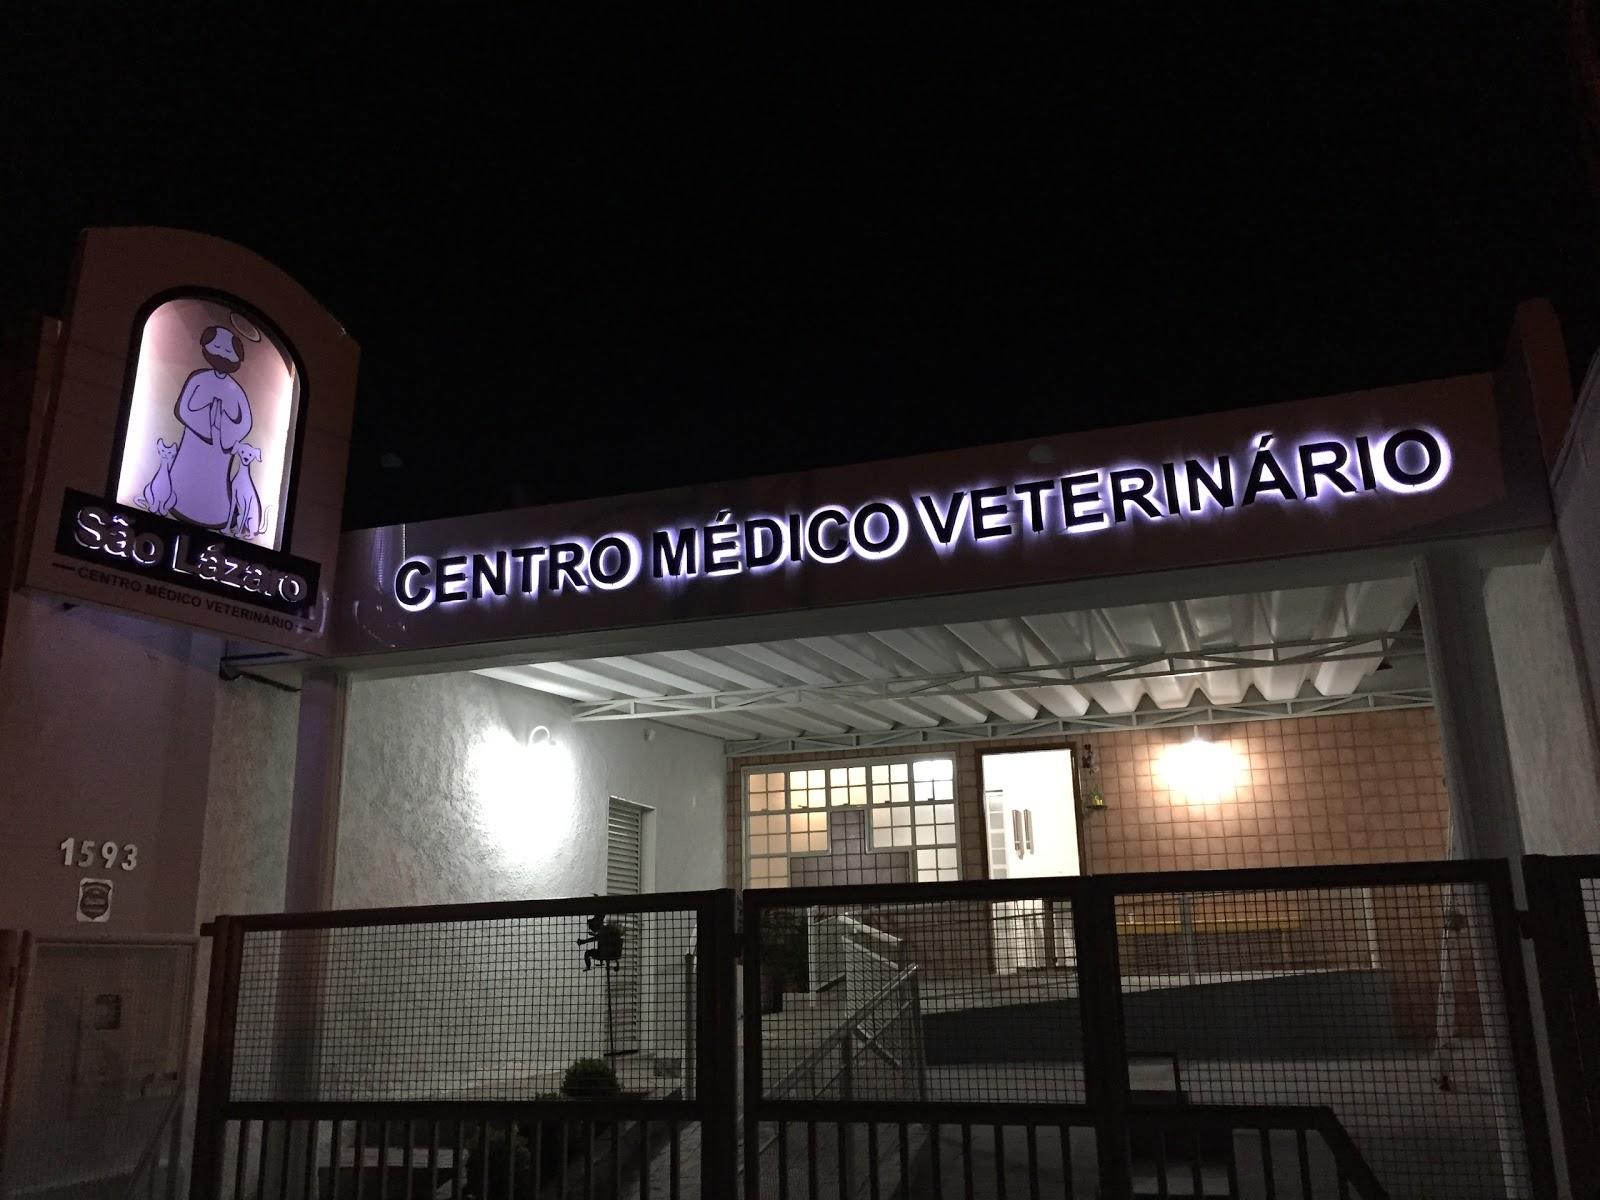 São Lázaro
CENTRO MÉDICO VETERINÁRIO
CENTRO MÉDICO VETERINÁRIO
1593